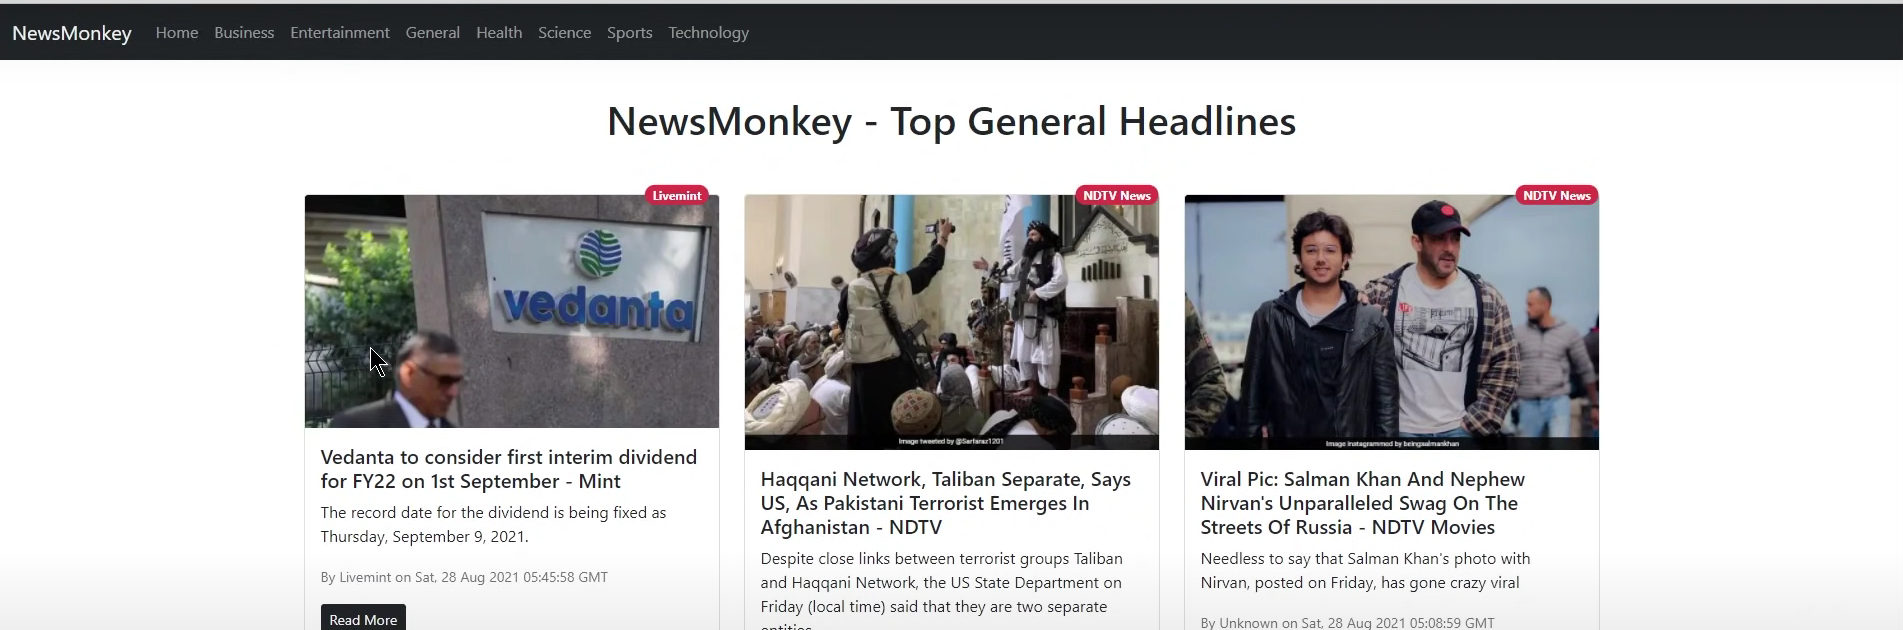 NewsMonkey Home Business Entertainment General Health Science Sports Technology
NewsMonkey - Top General Headlines
Livemint
vedanta
Vedanta to consider first interim dividend
for FY22 on 1st September - Mint
The record date for the dividend is being fixed as
Thursday, September 9, 2021.
By Livemint on Sat, 28 Aug 2021 05:45:58 GMT
Read More
NDTV News
Image tweeted by @Sarfaraz1201
Haqqani Network, Taliban Separate, Says
US, As Pakistani Terrorist Emerges In
Afghanistan - NDTV
Despite close links between terrorist groups Taliban
and Haqqani Network, the US State Department on
Friday (local time) said that they are two separate
entities
NDTV News
Image instagrammed by beingsalmankhan
Viral Pic: Salman Khan And Nephew
Nirvan's Unparalleled Swag On The
Streets Of Russia - NDTV Movies
Needless to say that Salman Khan's photo with
Nirvan, posted on Friday, has gone crazy viral
By Unknown on Sat, 28 Aug 2021 05:08:59 GMT